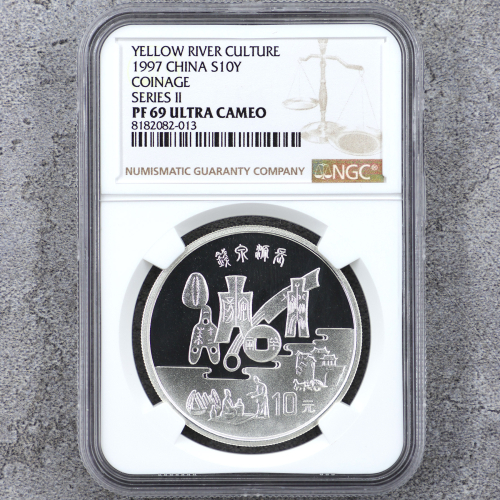 YELLOW RIVER CULTURE
1997 CHINA S10Y
COINAGE
SERIES II
PF 69 ULTRA CAMEO
8182082-013
NUMISMATIC GUARANTY COMPANY
NGC®
10元